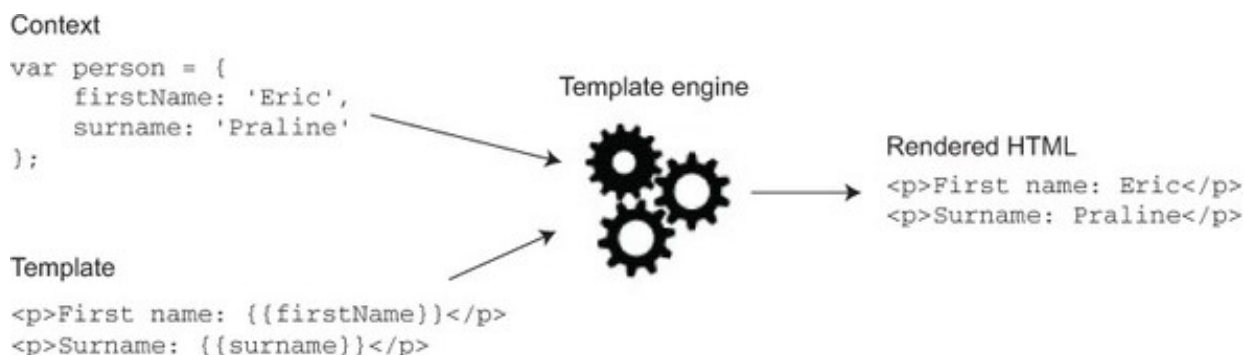 Context
var person = {
    firstName: 'Eric',
    surname: 'Praline'
};
Template engine
Rendered HTML
<p>First name: Eric</p>
<p>Surname: Praline</p>
Template
<p>First name: {{firstName}}</p>
<p>Surname: {{surname}}</p>